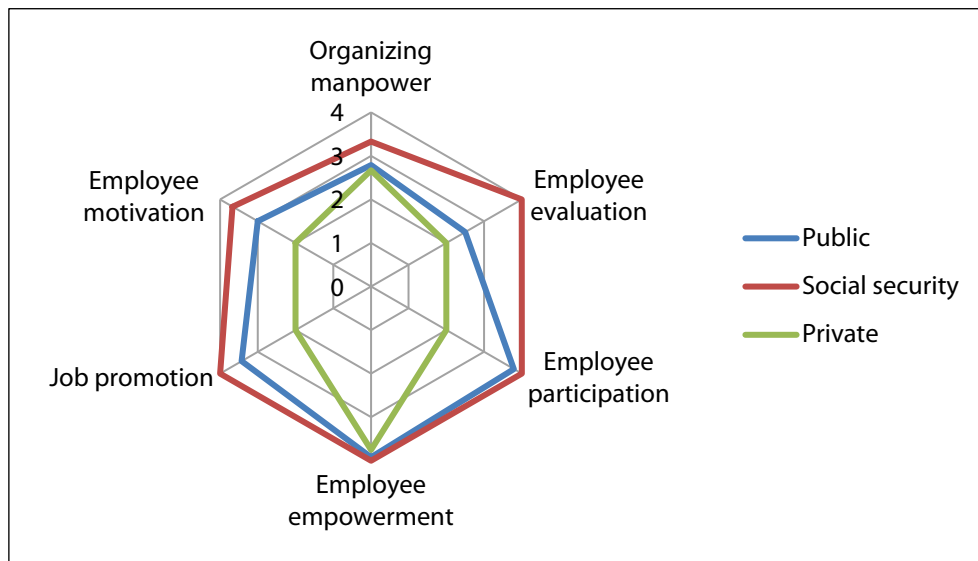 Organizing
manpower
4
3
2
1
0
Employee
evaluation
Employee
participation
Employee
empowerment
Job promotion
Employee
motivation
Public
Social security
Private